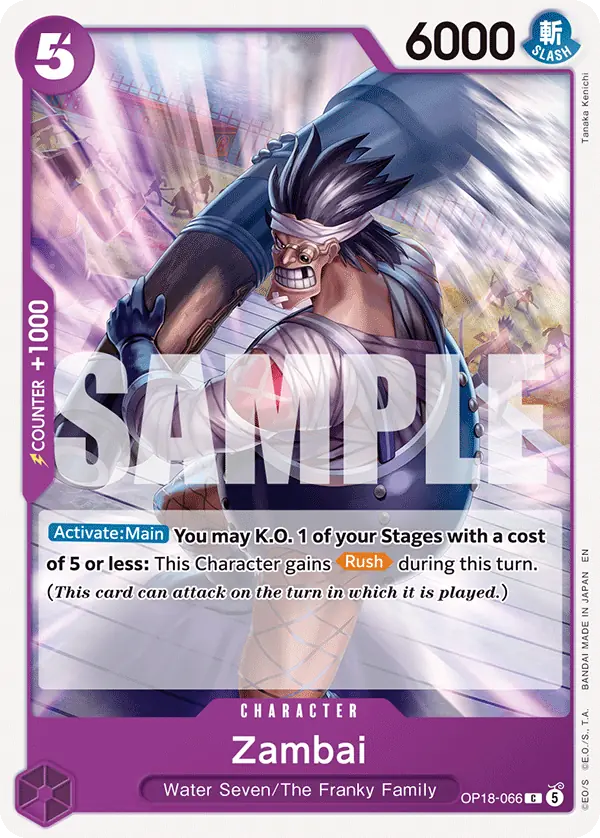 5
6000
斬
SLASH
Tanaka Kenichi
COUNTER +1000
SAMPLE
Activate:Main You may K.O. 1 of your Stages with a cost
of 5 or less: This Character gains Rush during this turn.
(This card can attack on the turn in which it is played.)
CHARACTER
Zambai
Water Seven/The Franky Family
OP18-066 C 5
©EO/S ©E.O./S., T.A. BANDAI MADE IN JAPAN EN